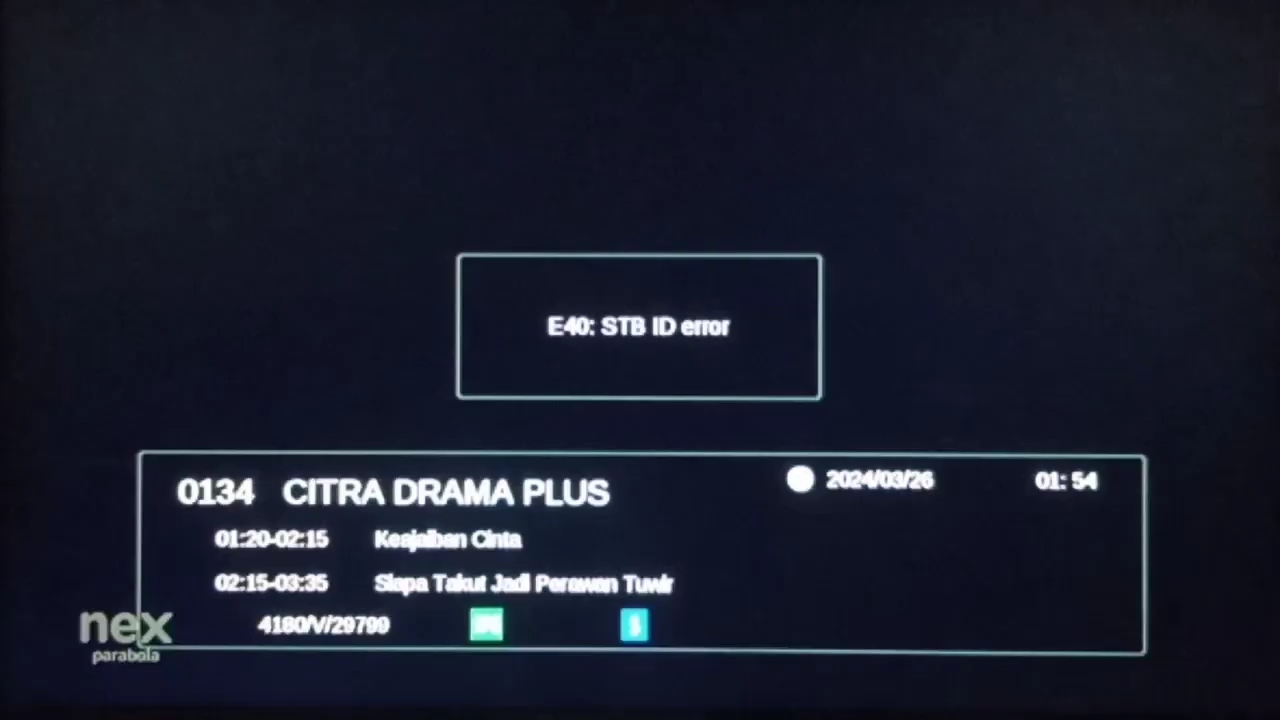 E40: STB ID error
0134 CITRA DRAMA PLUS
2024/03/26 01: 54
01:20-02:15 Keajaiban Cinta
02:15-03:35 Siapa Takut Jadi Perawan Tuwir
4180/V/29799 $
nex
parabola